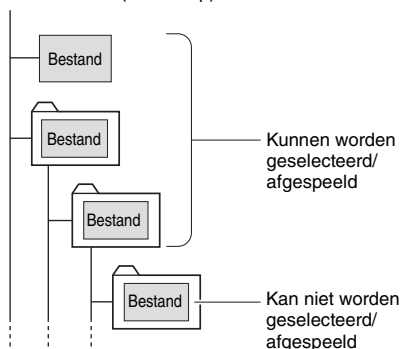 Bestand
Bestand
Kunnen worden
geselecteerd/
afgespeeld
Bestand
Bestand
Kan niet worden
geselecteerd/
afgespeeld